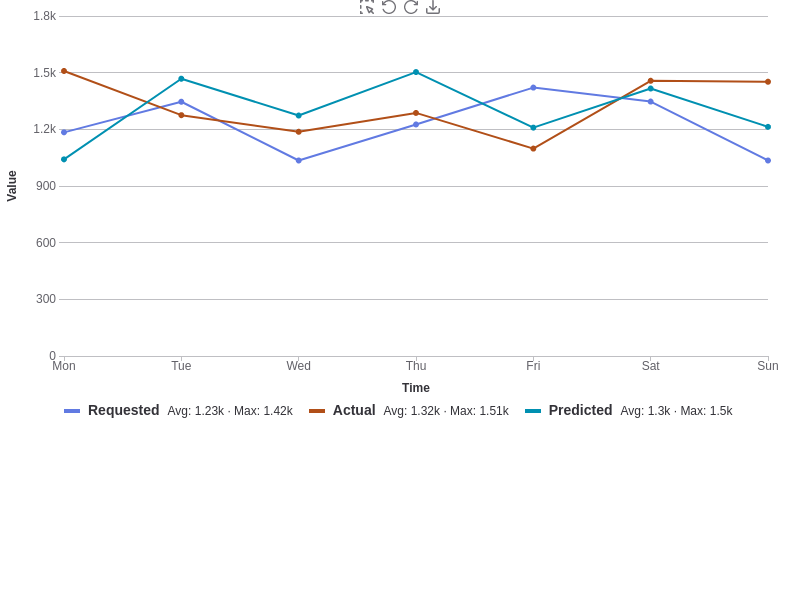 1.8k
1.5k
1.2k
900
600
300
0
Value
Mon Tue Wed Thu Fri Sat Sun
Time
Requested Avg: 1.23k · Max: 1.42k Actual Avg: 1.32k · Max: 1.51k Predicted Avg: 1.3k · Max: 1.5k